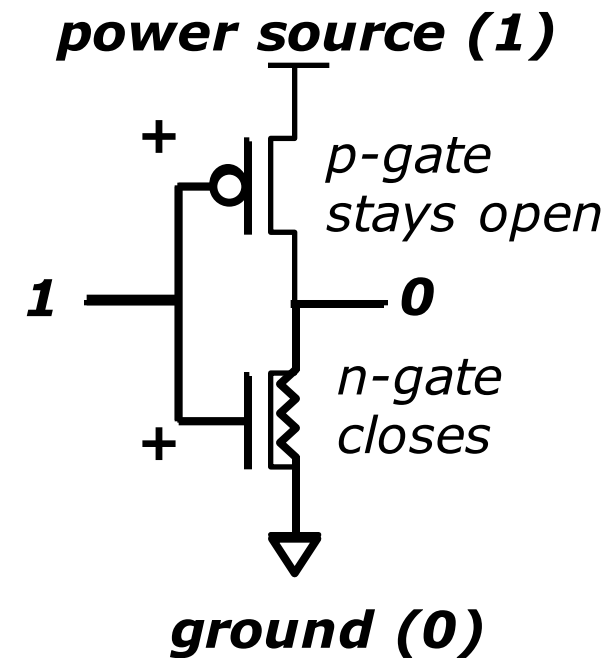 power source (1)
+
p-gate
stays open
1
0
n-gate
closes
+
ground (0)